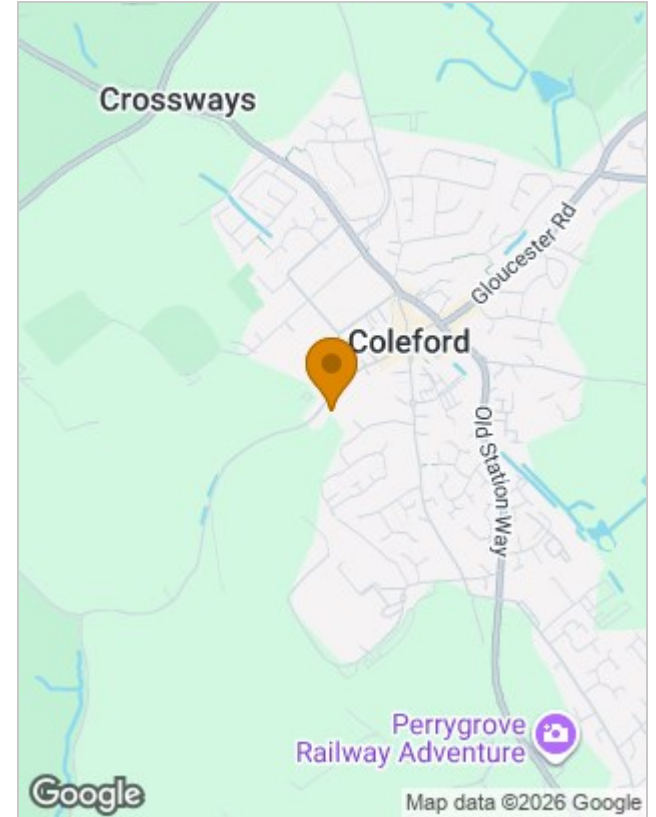 Crossways
Gloucester Rd
Coleford
Old Station Way
Perrygrove
Railway Adventure
Google
Map data ©2026 Google